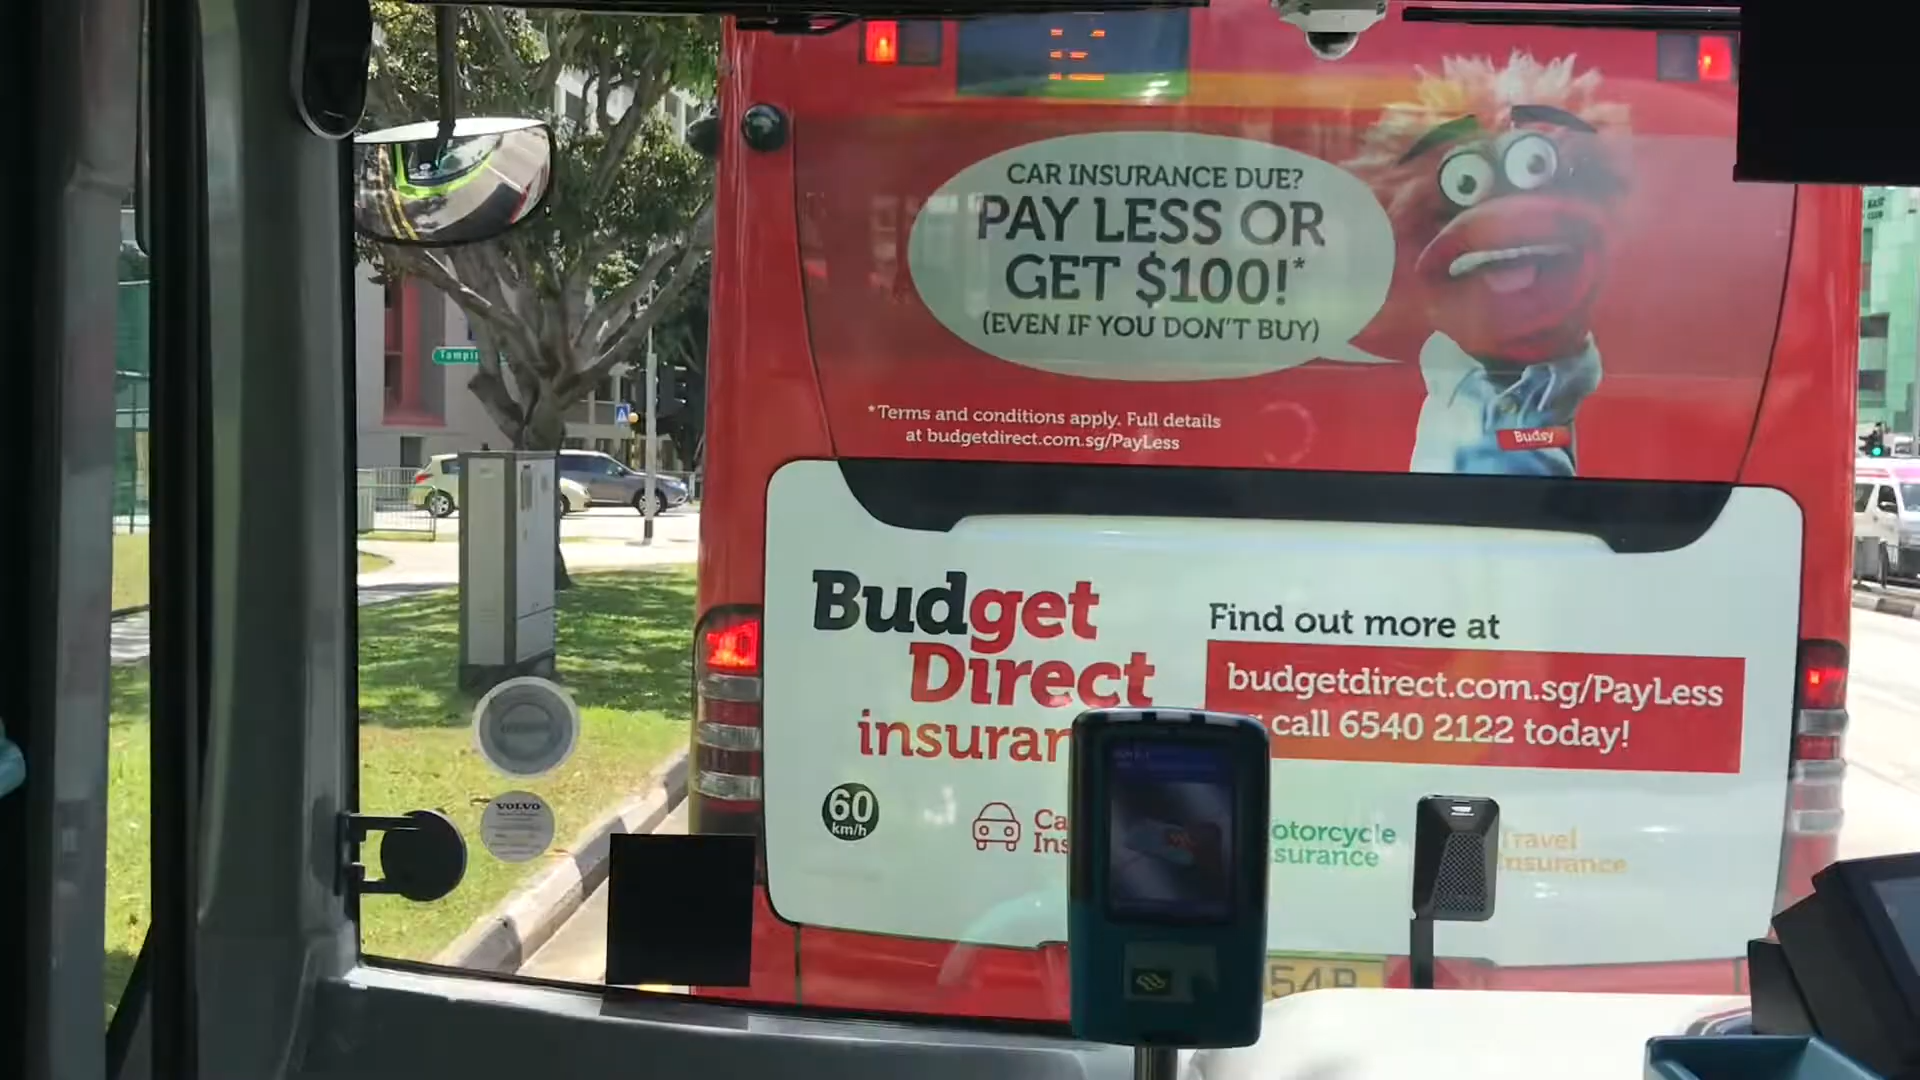 CAR INSURANCE DUE?
PAY LESS OR
GET $100!*
(EVEN IF YOU DON'T BUY)
*Terms and conditions apply. Full details
at budgetdirect.com.sg/PayLess
Budsy
Budget
Direct
Find out more at
budgetdirect.com.sg/PayLess
call 6540 2122 today!
60
km/h
Travel
VOLVO